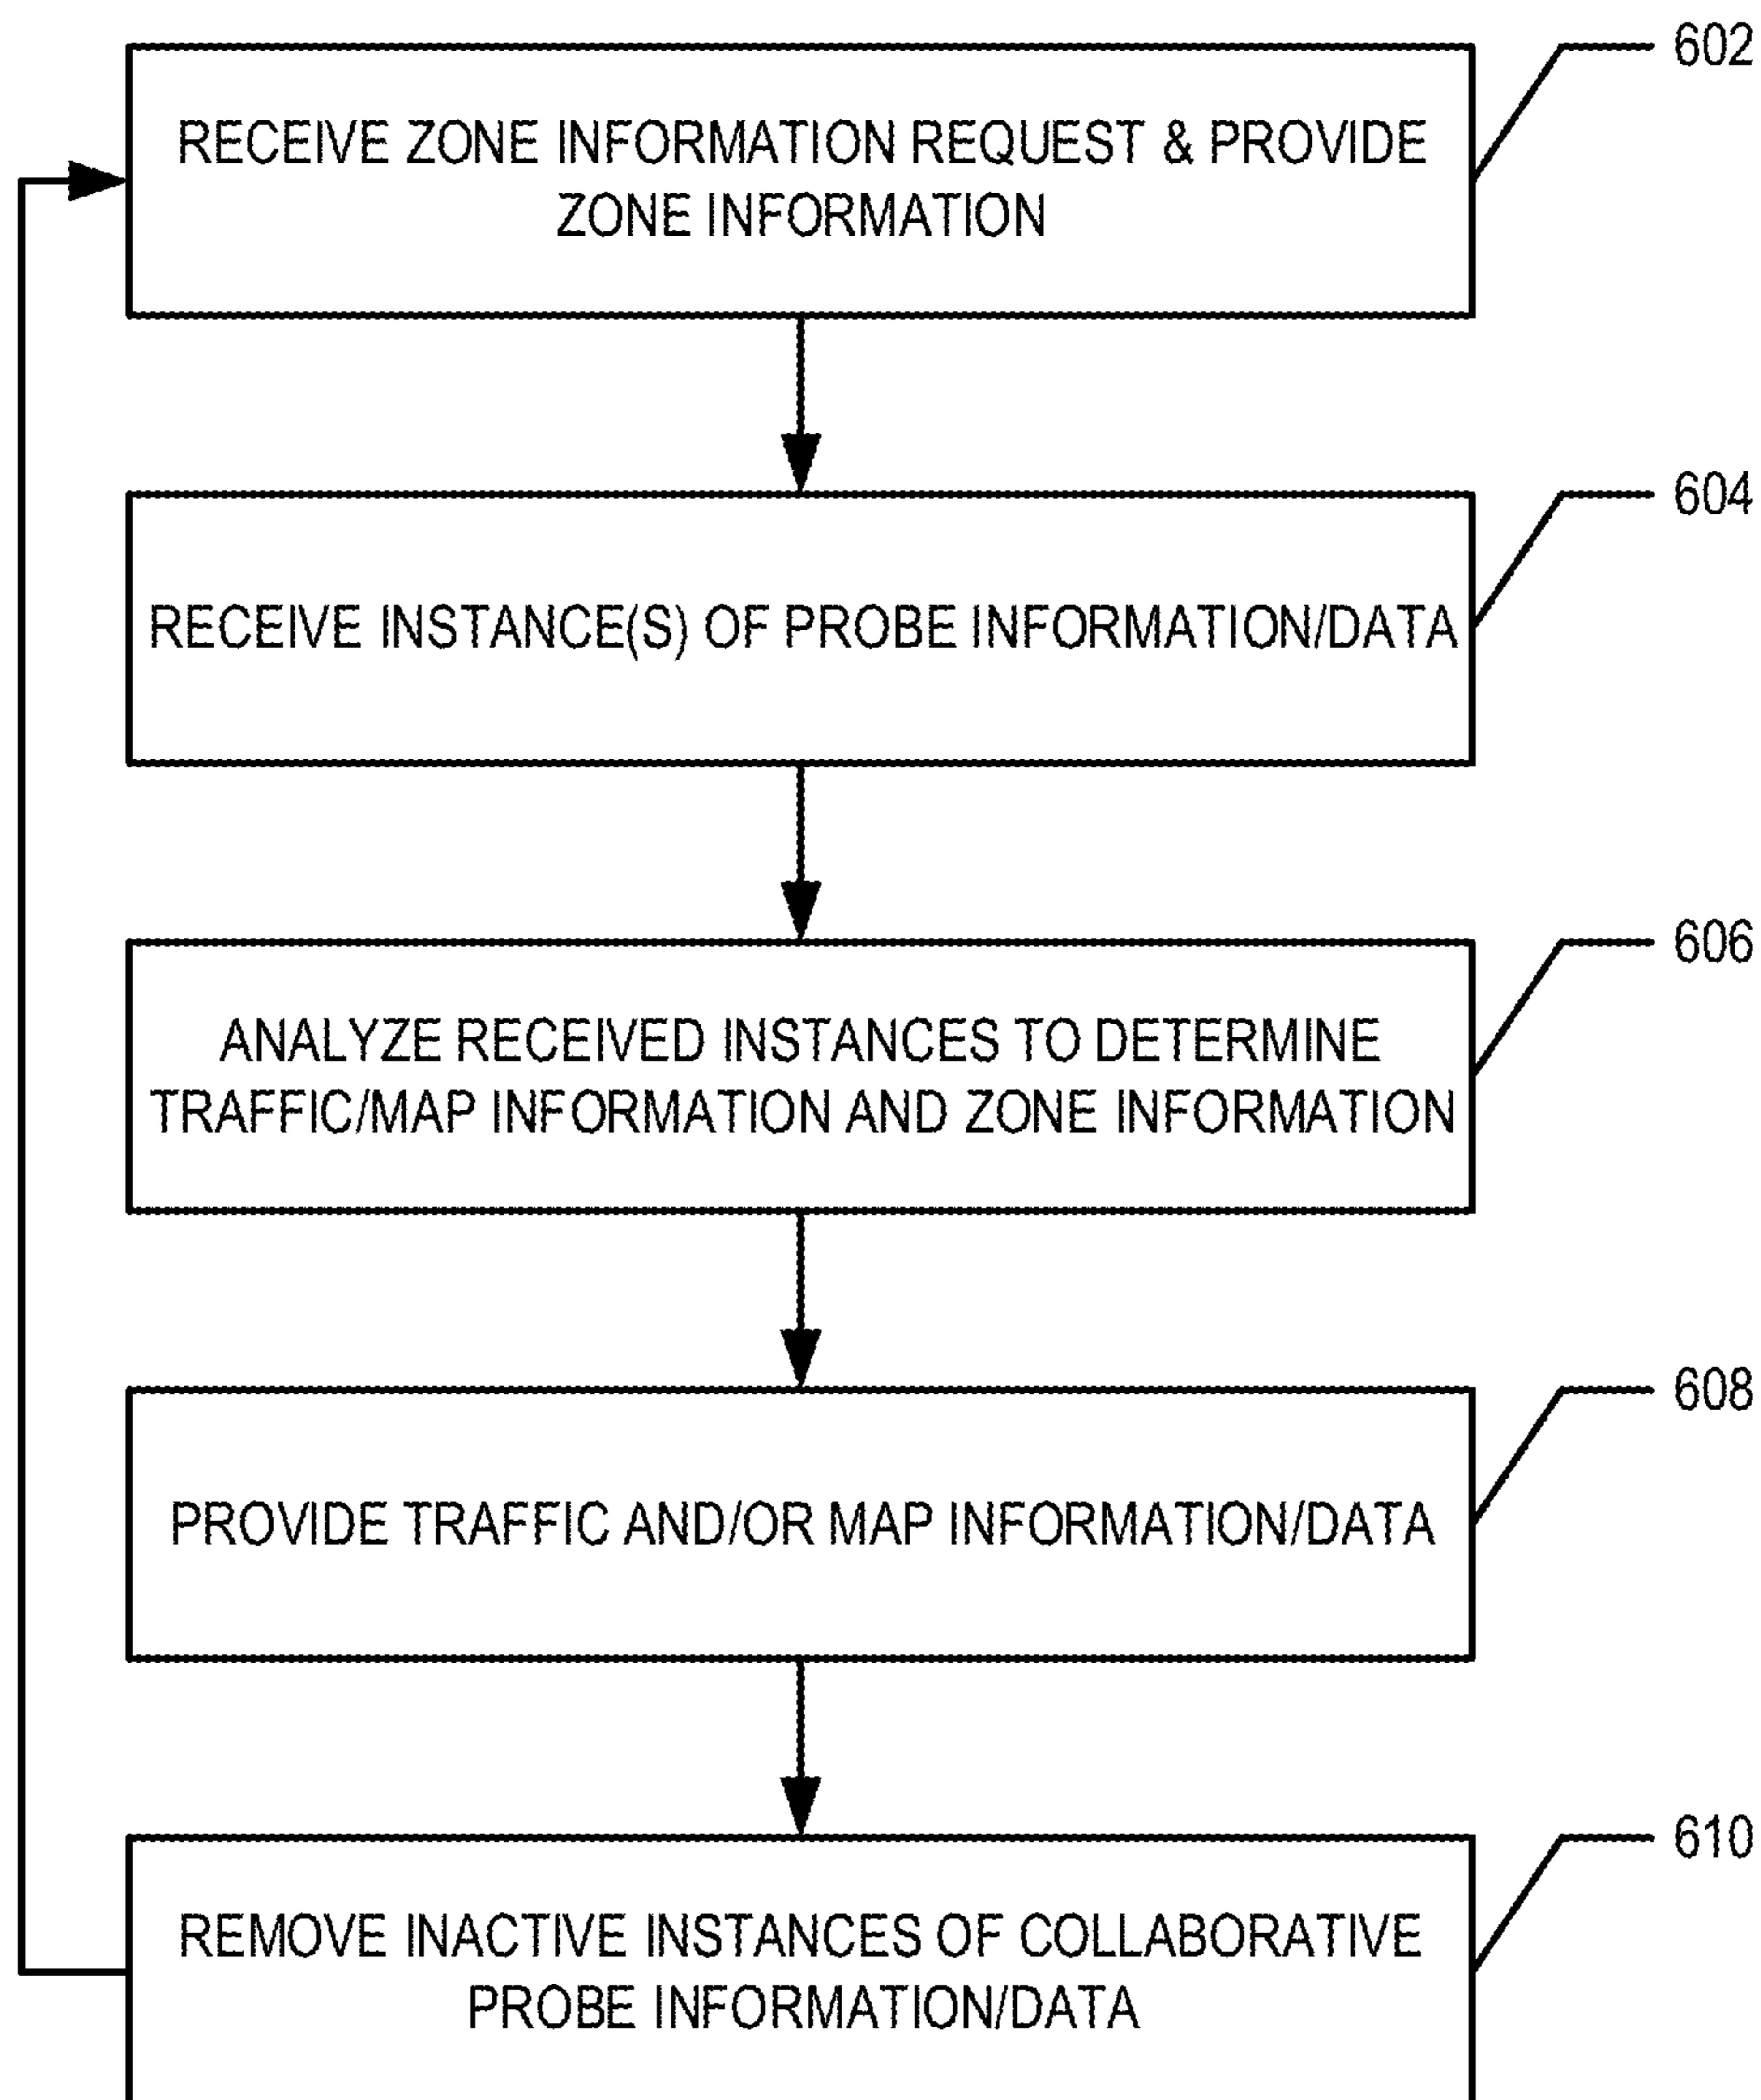 602
RECEIVE ZONE INFORMATION REQUEST & PROVIDE
ZONE INFORMATION
604
RECEIVE INSTANCE(S) OF PROBE INFORMATION/DATA
606
ANALYZE RECEIVED INSTANCES TO DETERMINE
TRAFFIC/MAP INFORMATION AND ZONE INFORMATION
608
PROVIDE TRAFFIC AND/OR MAP INFORMATION/DATA
610
REMOVE INACTIVE INSTANCES OF COLLABORATIVE
PROBE INFORMATION/DATA